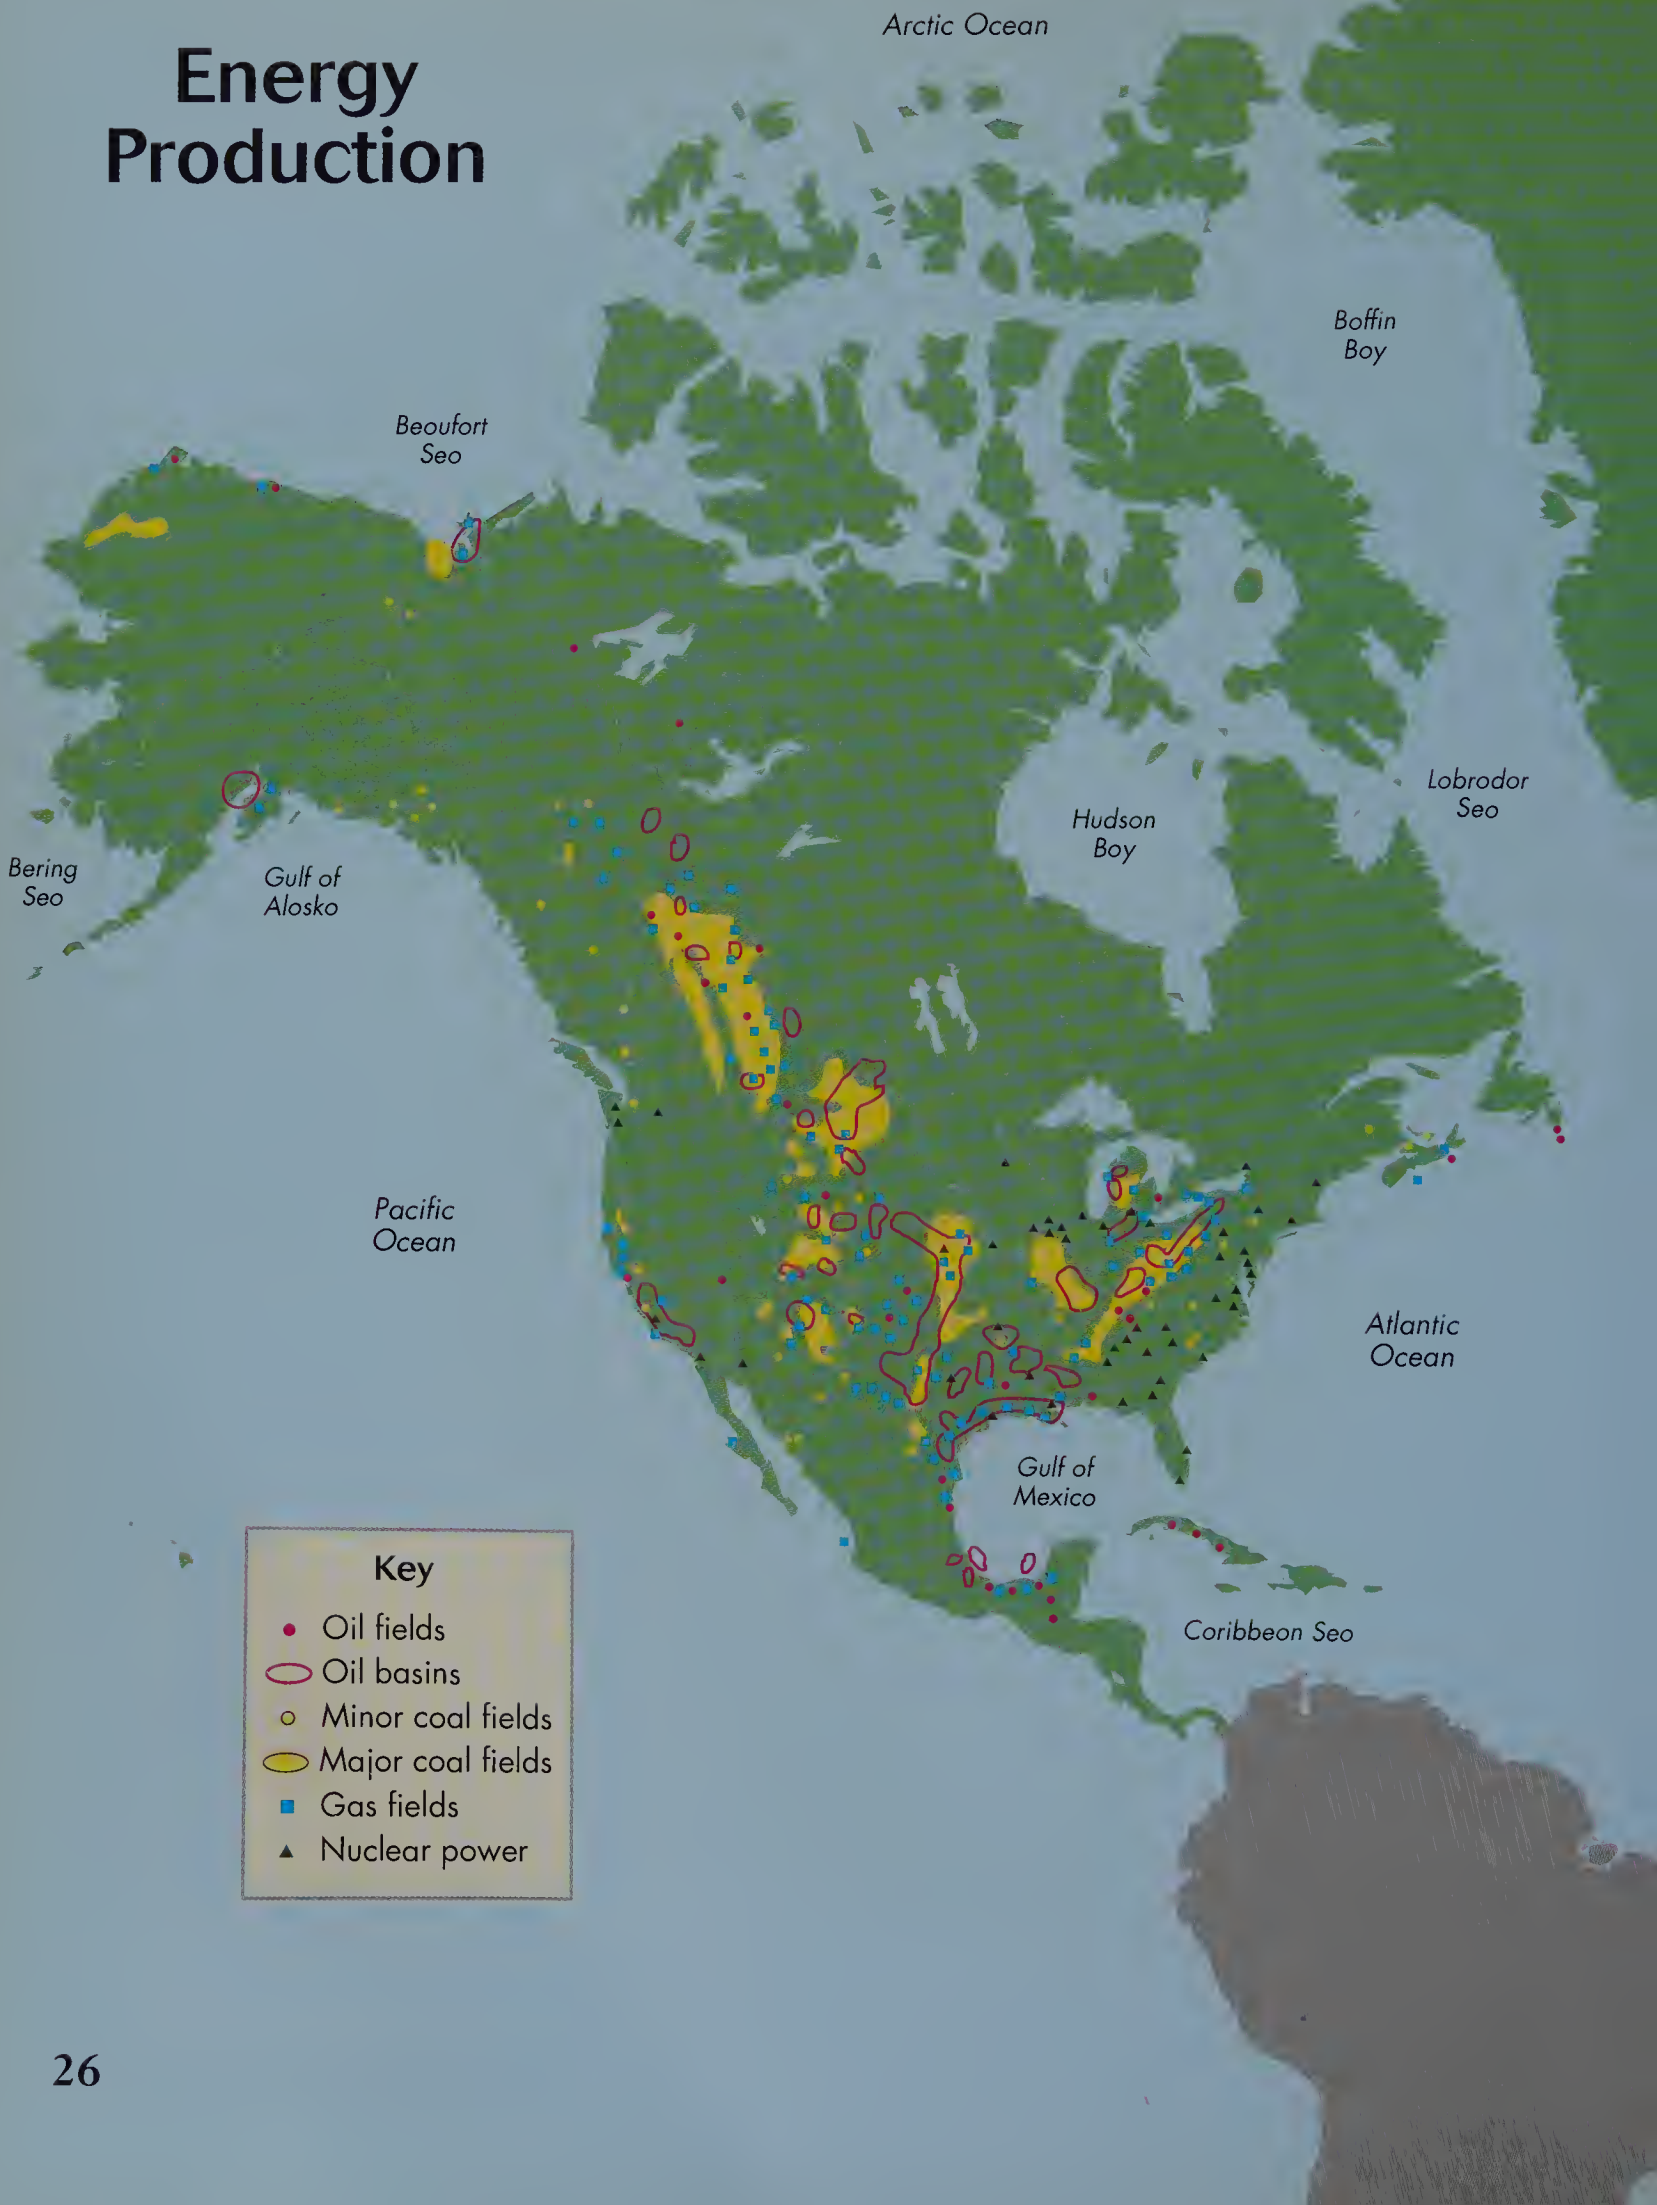 Energy
Production
Arctic Ocean
Boffin
Boy
Beoufort
Seo
Lobrodor
Seo
Hudson
Boy
Bering
Seo
Gulf of
Alosko
Pacific
Ocean
Atlantic
Ocean
Gulf of
Mexico
Coribbeon Seo
Key
Oil fields
Oil basins
Minor coal fields
Major coal fields
Gas fields
Nuclear power
26